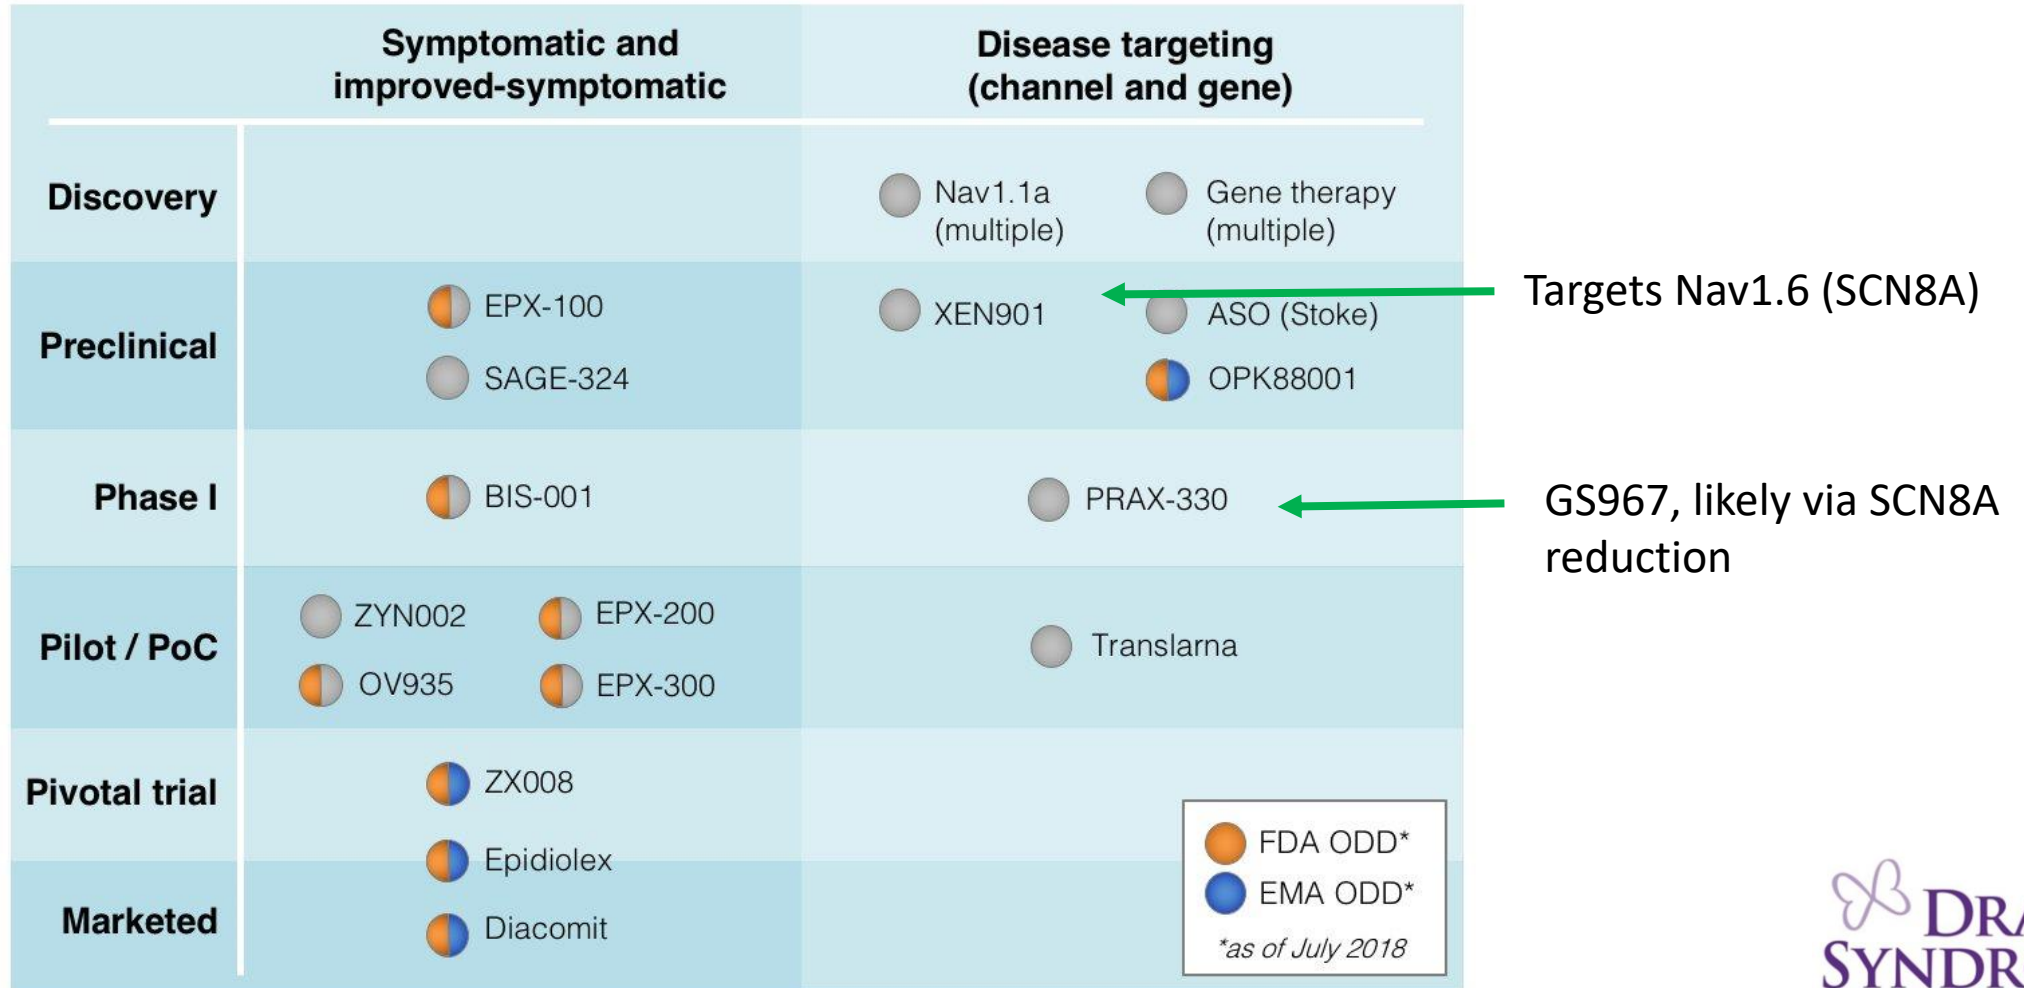 Symptomatic and
improved-symptomatic
Disease targeting
(channel and gene)
Discovery
Nav1.1a
(multiple)
Gene therapy
(multiple)
Preclinical
EPX-100
SAGE-324
XEN901
ASO (Stoke)
OPK88001
Targets Nav1.6 (SCN8A)
Phase I
BIS-001
PRAX-330
GS967, likely via SCN8A
reduction
Pilot / PoC
ZYN002
EPX-200
OV935
EPX-300
Translarna
Pivotal trial
ZX008
Epidiolex
Marketed
Diacomit
FDA ODD*
EMA ODD*
*as of July 2018